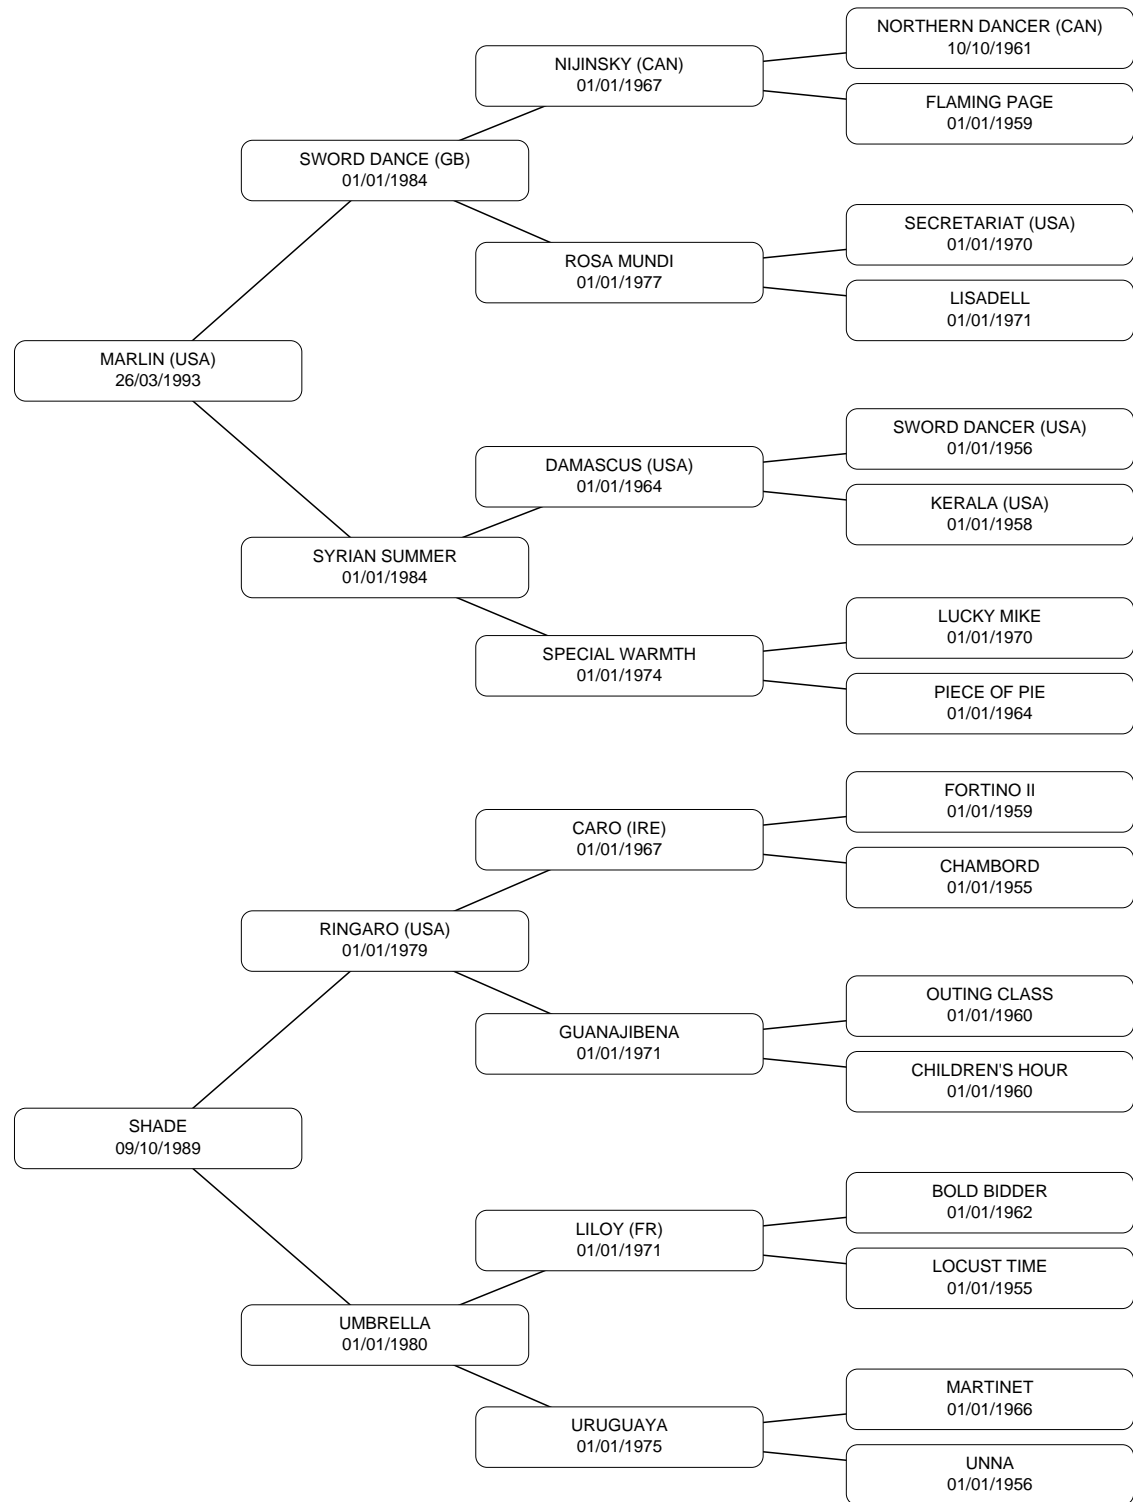 NORTHERN DANCER (CAN)
10/10/1961
NIJINSKY (CAN)
01/01/1967
FLAMING PAGE
01/01/1959
SWORD DANCE (GB)
01/01/1984
SECRETARIAT (USA)
01/01/1970
ROSA MUNDI
01/01/1977
LISADELL
01/01/1971
MARLIN (USA)
26/03/1993
SWORD DANCER (USA)
01/01/1956
DAMASCUS (USA)
01/01/1964
KERALA (USA)
01/01/1958
SYRIAN SUMMER
01/01/1984
LUCKY MIKE
01/01/1970
SPECIAL WARMTH
01/01/1974
PIECE OF PIE
01/01/1964
FORTINO II
01/01/1959
CARO (IRE)
01/01/1967
CHAMBORD
01/01/1955
RINGARO (USA)
01/01/1979
OUTING CLASS
01/01/1960
GUANAJIBENA
01/01/1971
CHILDREN'S HOUR
01/01/1960
SHADE
09/10/1989
BOLD BIDDER
01/01/1962
LILOY (FR)
01/01/1971
LOCUST TIME
01/01/1955
UMBRELLA
01/01/1980
MARTINET
01/01/1966
URUGUAYA
01/01/1975
UNNA
01/01/1956